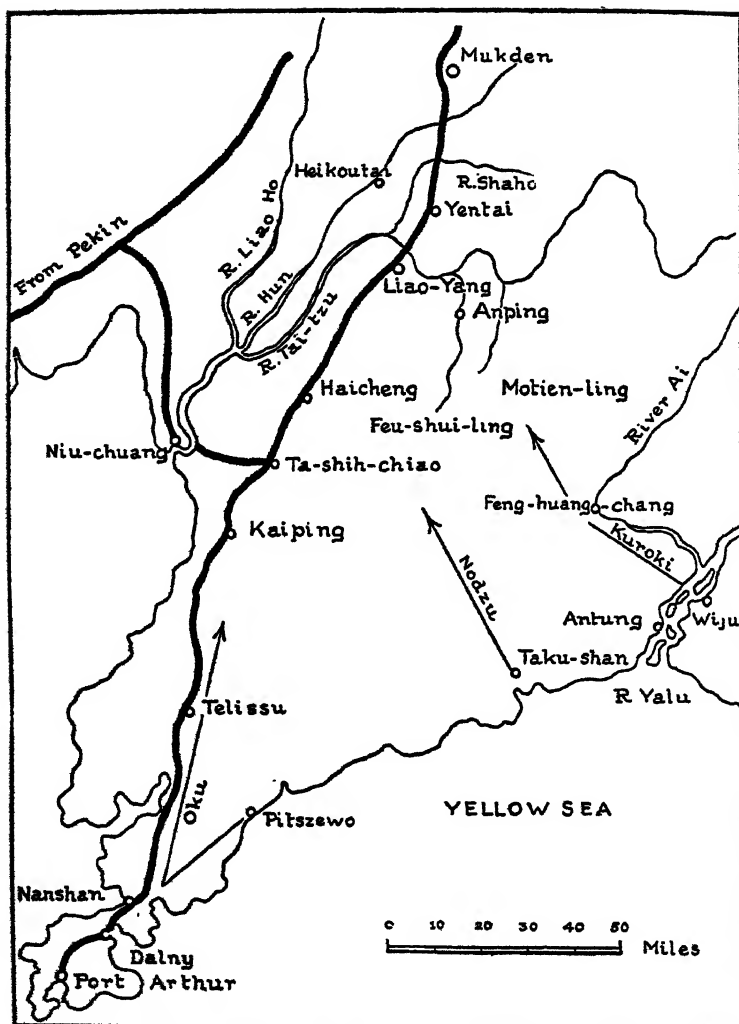 Mukden
Heikoutai
R. Shaho
Yentai
From Pekin
R. Liao Ho
R. Hun
R. Tai-tzu
Liao-Yang
Anping
Haicheng
Motien-ling
Feu-shui-ling
River Ai
Niu-chuang
Ta-shih-chiao
Kaiping
Feng-huang-chang
Kuroki
Nodzu
Antung
Wiju
Taku-shan
R Yalu
Telissu
Oku
Pitszewo
YELLOW SEA
Nanshan
Dalny
Port Arthur
0 10 20 30 40 50
Miles